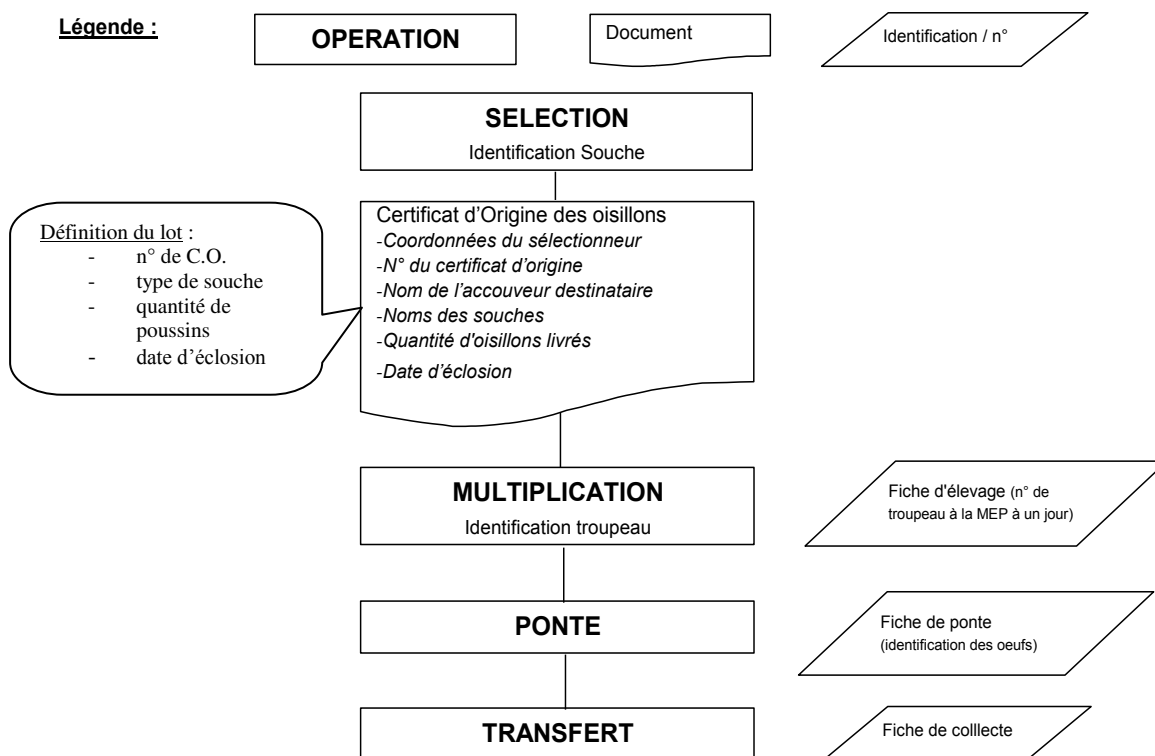 Légende :
OPERATION
Document
Identification / n°
SELECTION
Identification Souche
Certificat d'Origine des oisillons
-Coordonnées du sélectionneur
-N° du certificat d'origine
-Nom de l'accouveur destinataire
-Noms des souches
-Quantité d'oisillons livrés
-Date d'éclosion
Définition du lot :
- n° de C.O.
- type de souche
- quantité de
poussins
- date d'éclosion
MULTIPLICATION
Identification troupeau
Fiche d'élevage (n° de
troupeau à la MEP à un jour)
PONTE
Fiche de ponte
(identification des oeufs)
TRANSFERT
Fiche de colllecte